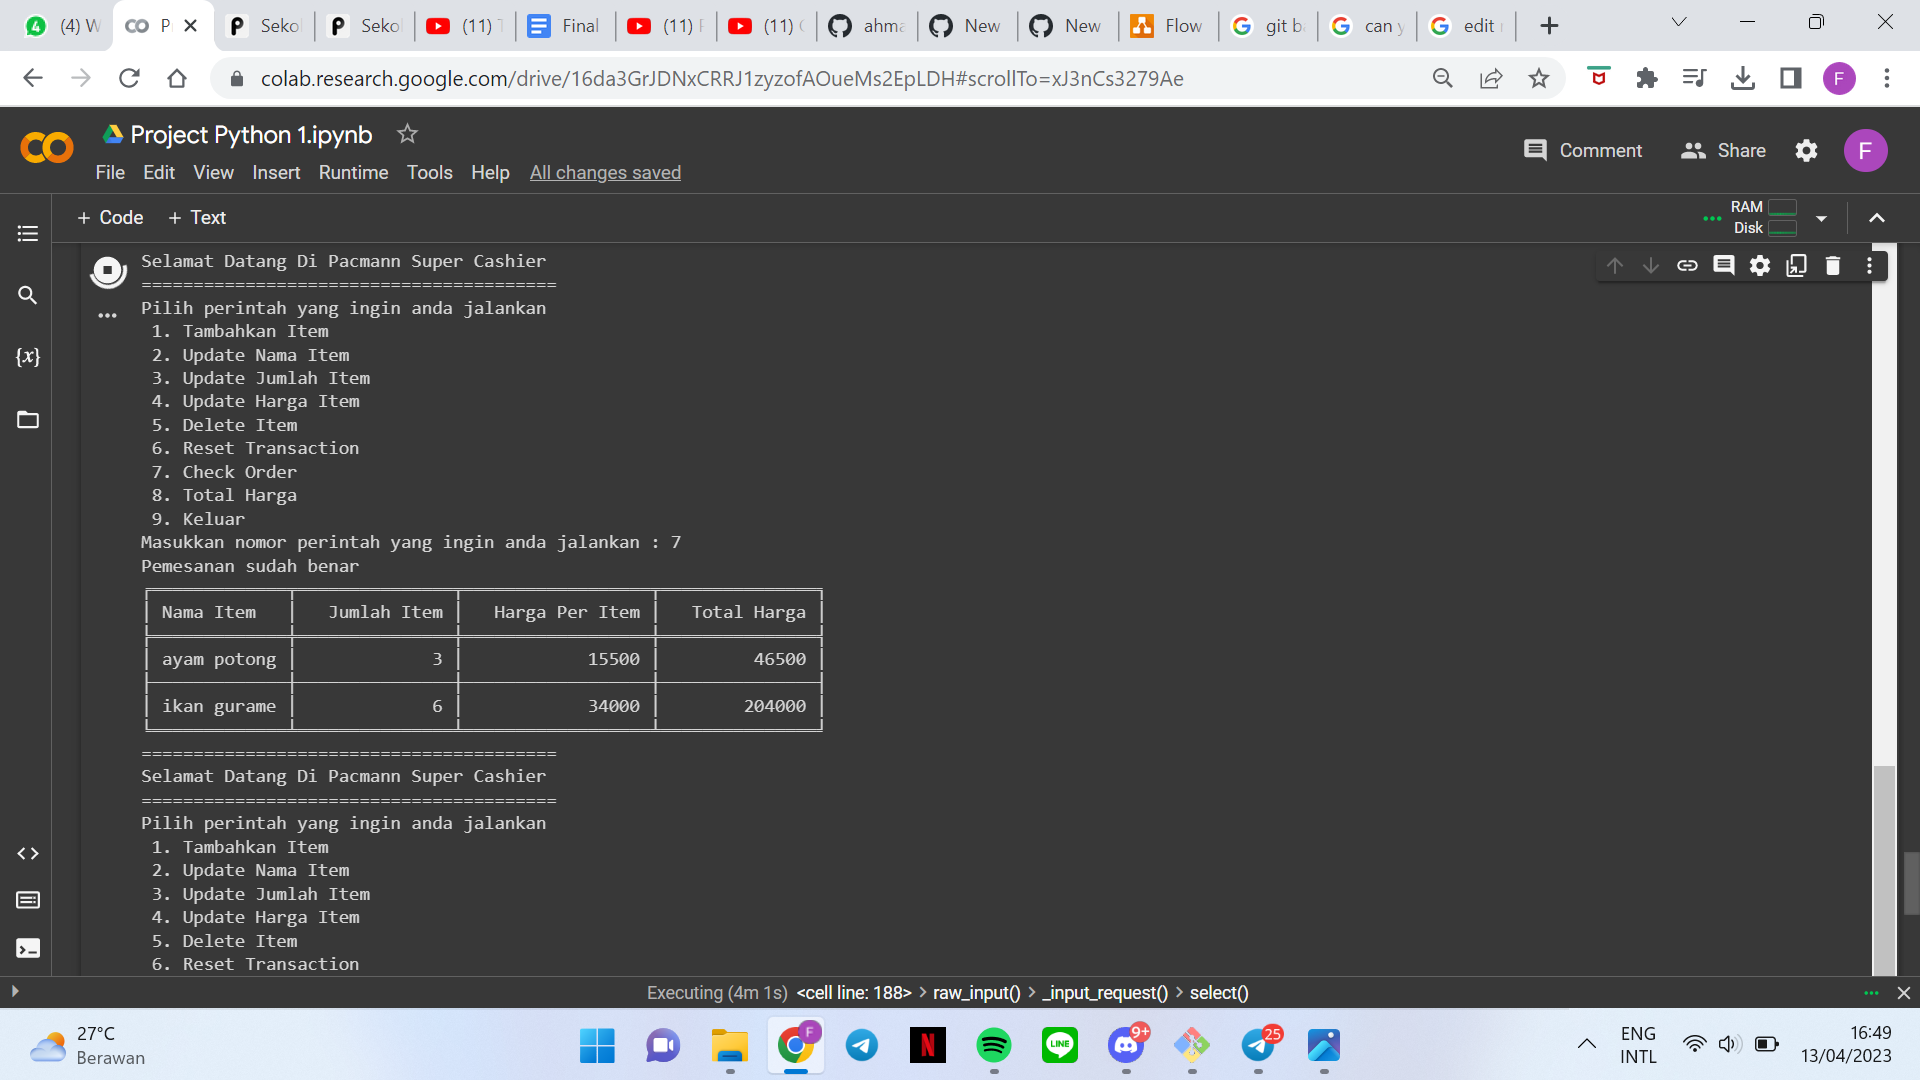 (4) W
P
Seko
Seko
(11) T
Final
(11) F
(11) (
ahma
New
New
Flow
git b
can y
edit
colab.research.google.com/drive/16da3GrJDNxCRRJ1zyzofAOueMs2EpLDH#scrollTo=xJ3nCs3279Ae
F
Project Python 1.ipynb
Comment
Share
F
File Edit View Insert Runtime Tools Help All changes saved
+ Code + Text
RAM
Disk
Selamat Datang Di Pacmann Super Cashier
========================================
Pilih perintah yang ingin anda jalankan
1. Tambahkan Item
2. Update Nama Item
3. Update Jumlah Item
4. Update Harga Item
5. Delete Item
6. Reset Transaction
7. Check Order
8. Total Harga
9. Keluar
Masukkan nomor perintah yang ingin anda jalankan : 7
Pemesanan sudah benar
Nama Item Jumlah Item Harga Per Item Total Harga
ayam potong 3 15500 46500
ikan gurame 6 34000 204000
========================================
Selamat Datang Di Pacmann Super Cashier
========================================
Pilih perintah yang ingin anda jalankan
1. Tambahkan Item
2. Update Nama Item
3. Update Jumlah Item
4. Update Harga Item
5. Delete Item
6. Reset Transaction
Executing (4m 1s) <cell line: 188> > raw_input() > _input_request() > select()
27°C
Berawan
F
N
LINE
9+
25
ENG
INTL
16:49
13/04/2023